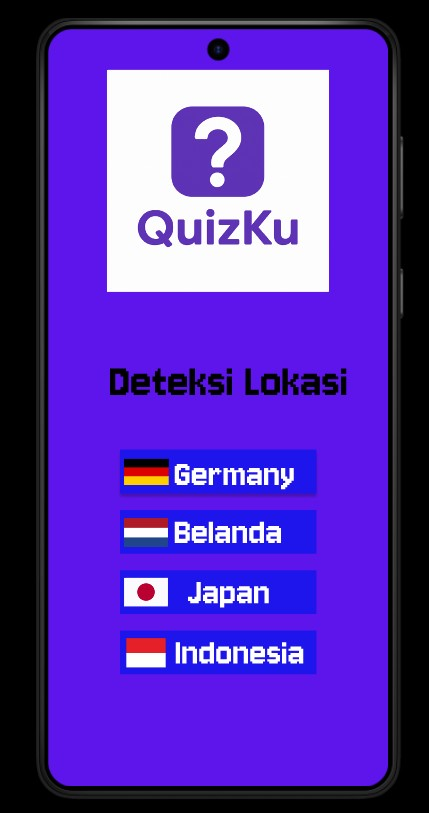 ?
QuizKu
Deteksi Lokasi
Germany
Belanda
Japan
Indonesia